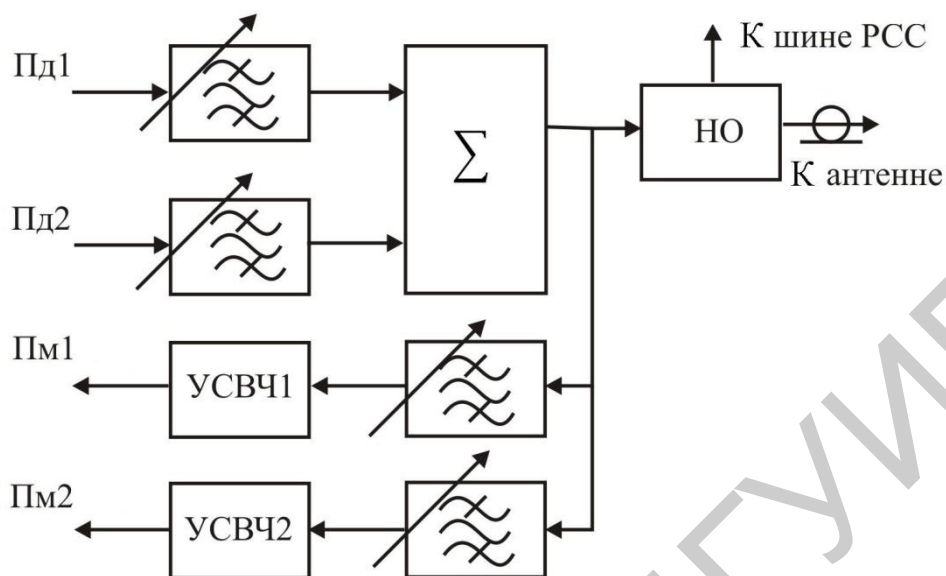 Пд1
К шине РСС
∑
НО
К антенне
Пд2
Пм1
УСВЧ1
Пм2
УСВЧ2